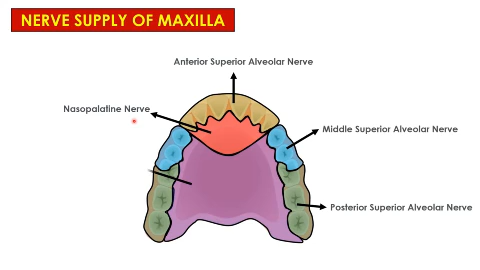 NERVE SUPPLY OF MAXILLA
Anterior Superior Alveolar Nerve
Nasopalatine Nerve
Middle Superior Alveolar Nerve
Posterior Superior Alveolar Nerve